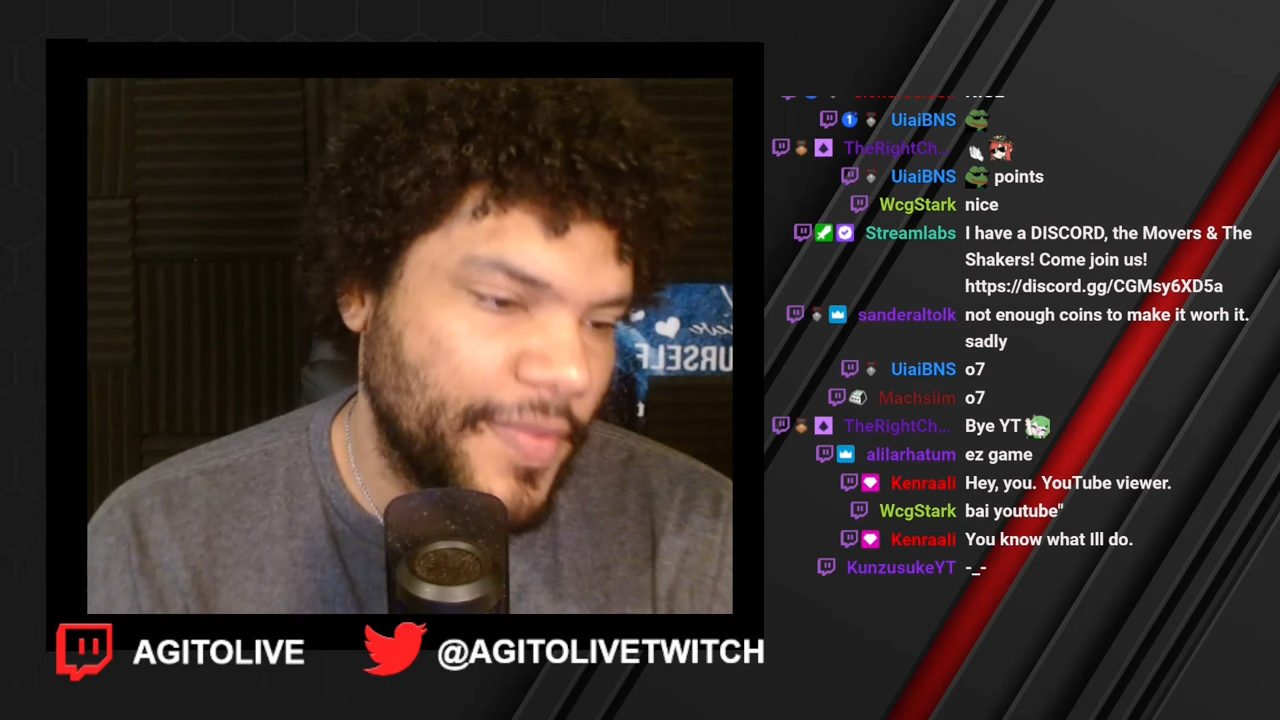 UiaiBNS
TheRightCh...
UiaiBNS points
WcgStark nice
Streamlabs I have a DISCORD, the Movers & The
Shakers! Come join us!
https://discord.gg/CGMsy6XD5a
sanderaltolk not enough coins to make it worh it.
sadly
UiaiBNS o7
Machsiim o7
TheRightCh... Bye YT
alilarhatum ez game
Kenraali Hey, you. YouTube viewer.
WcgStark bai youtube"
Kenraali You know what Ill do.
KunzusukeYT -_-
URSELF
AGITOLIVE @AGITOLIVETWITCH